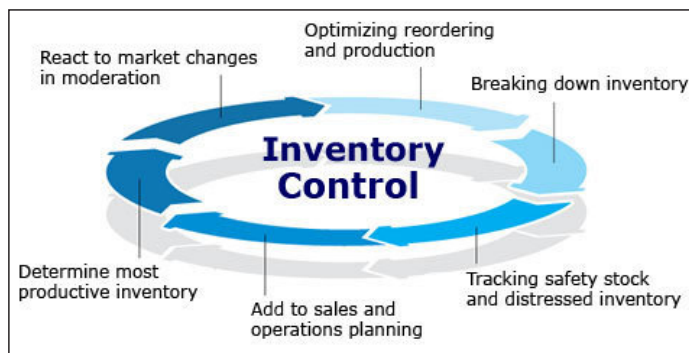 Optimizing reordering
and production
React to market changes
in moderation
Breaking down inventory
Inventory
Control
Determine most
productive inventory
Tracking safety stock
and distressed inventory
Add to sales and
operations planning